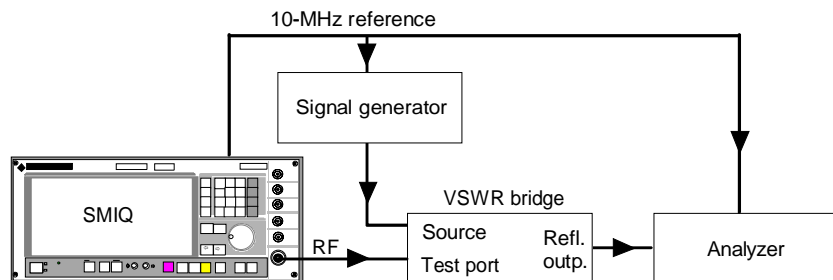 10-MHz reference
Signal generator
VSWR bridge
SMIQ
RF
Source
Test port
Refl.
outp.
Analyzer